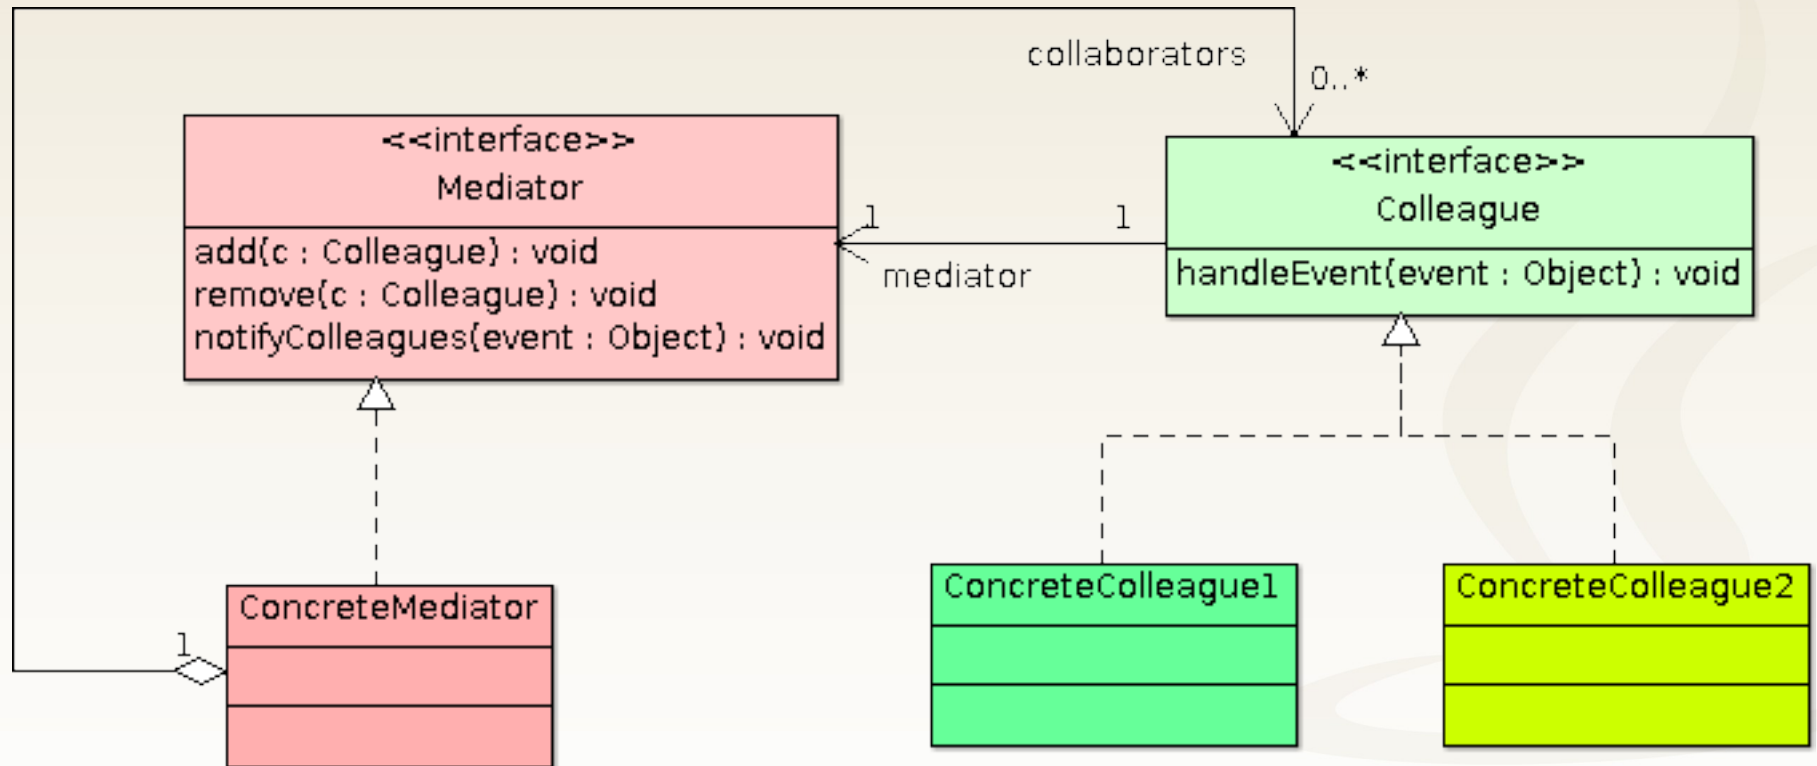 collaborators
0..*
<<interface>>
Mediator
add(c : Colleague) : void
remove(c : Colleague) : void
notifyColleagues(event : Object) : void
1
1
mediator
<<interface>>
Colleague
handleEvent(event : Object) : void
ConcreteMediator
1
ConcreteColleague1
ConcreteColleague2